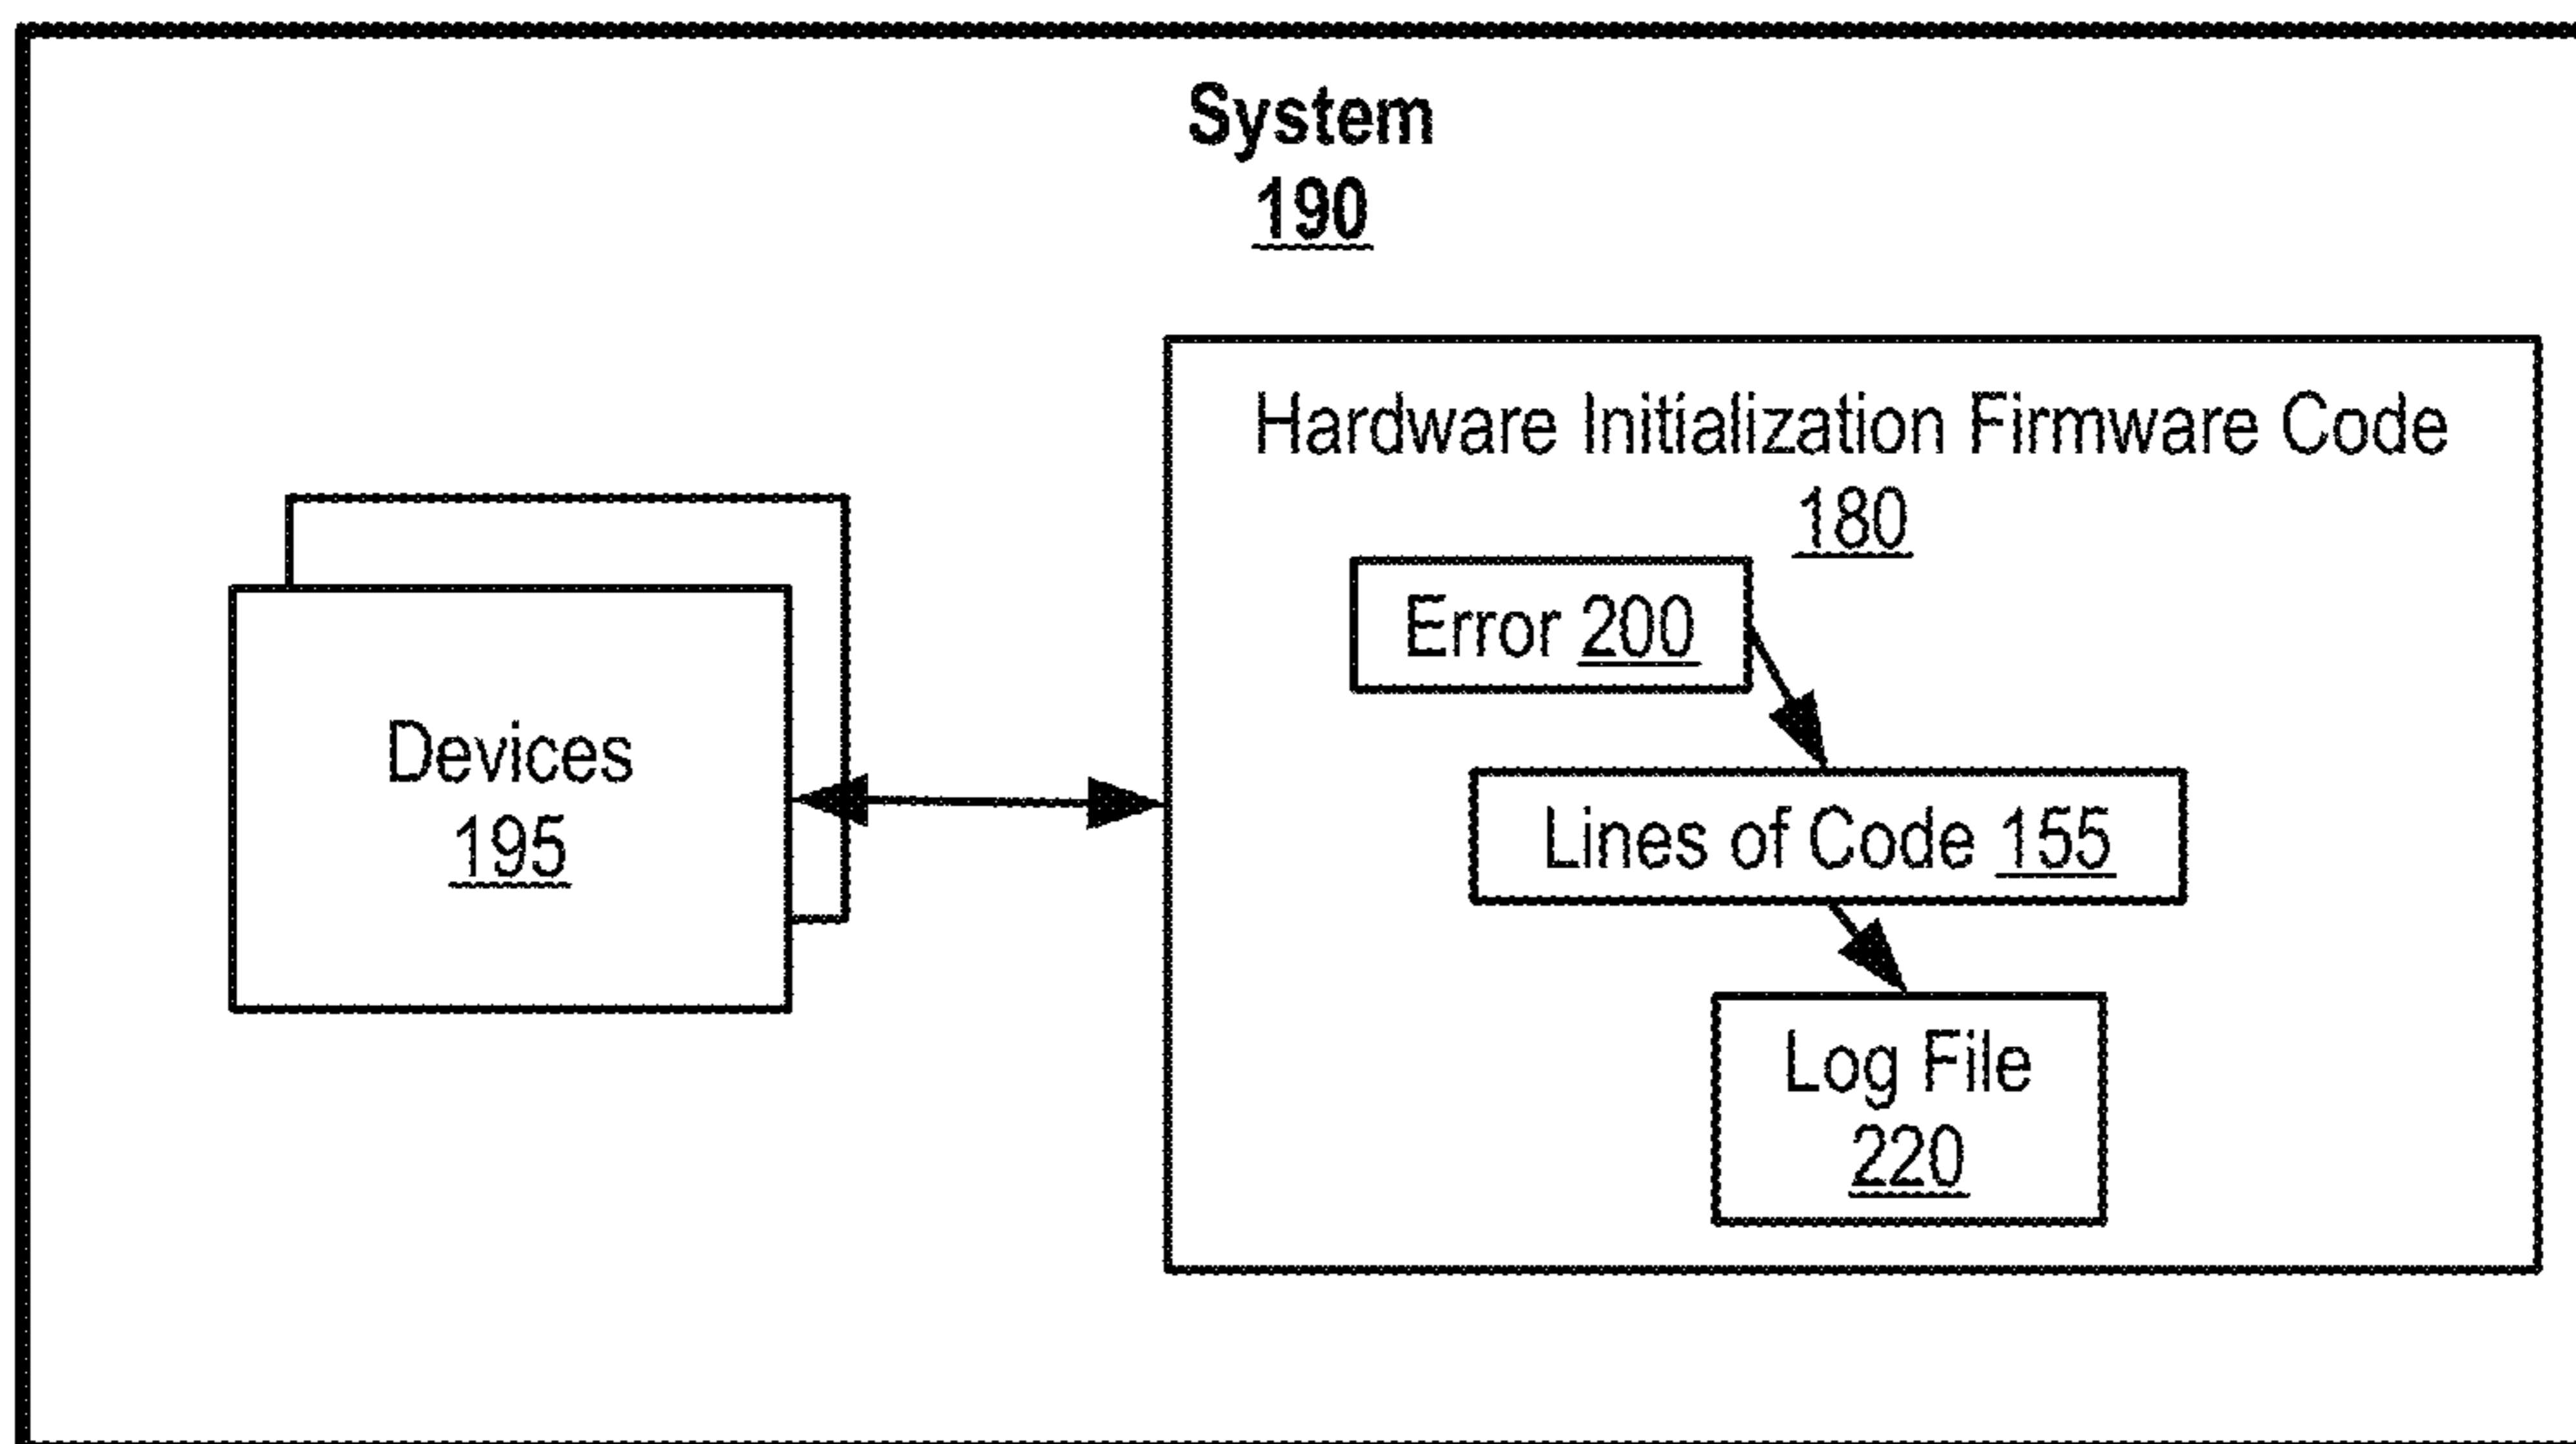 System
190
Hardware Initialization Firmware Code
180
Error 200
Devices
195
Lines of Code 155
Log File
220